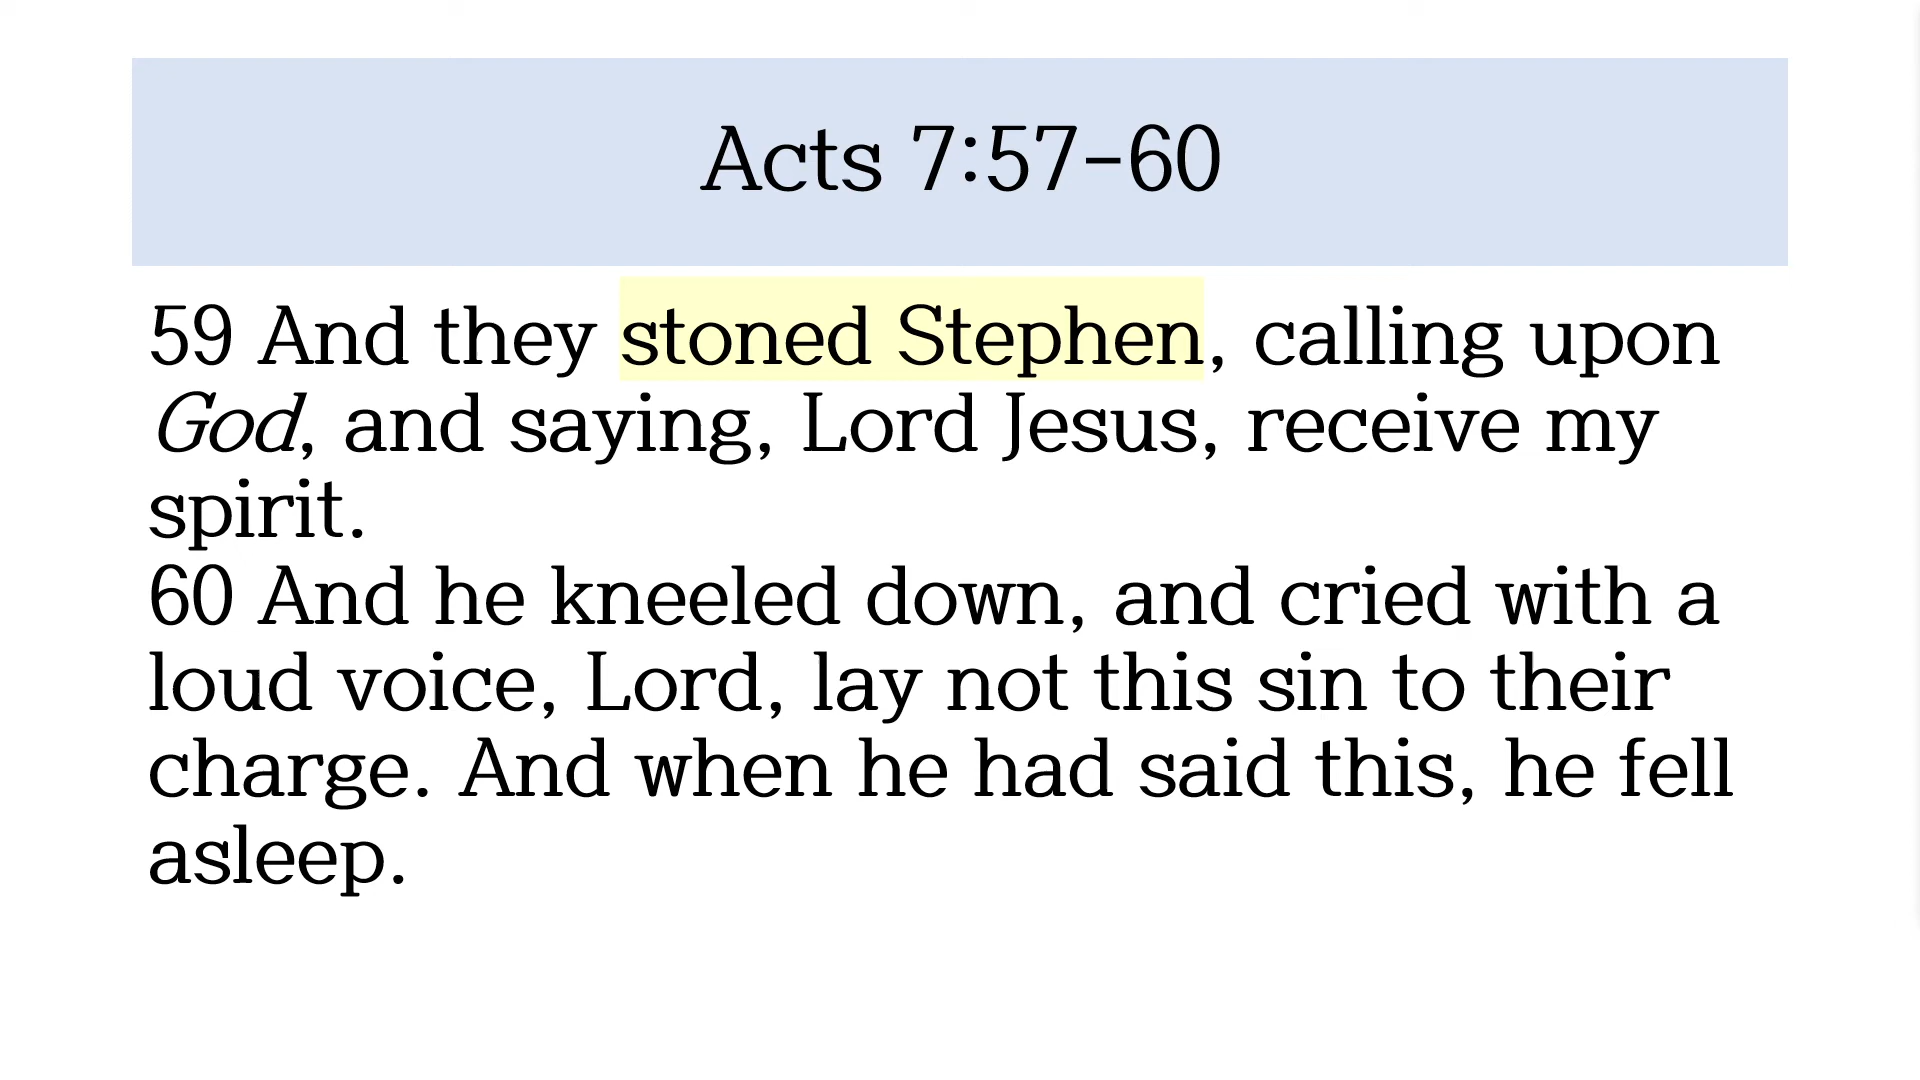 Acts 7:57-60
59 And they stoned Stephen, calling upon
God, and saying, Lord Jesus, receive my
spirit.
60 And he kneeled down, and cried with a
loud voice, Lord, lay not this sin to their
charge. And when he had said this, he fell
asleep.